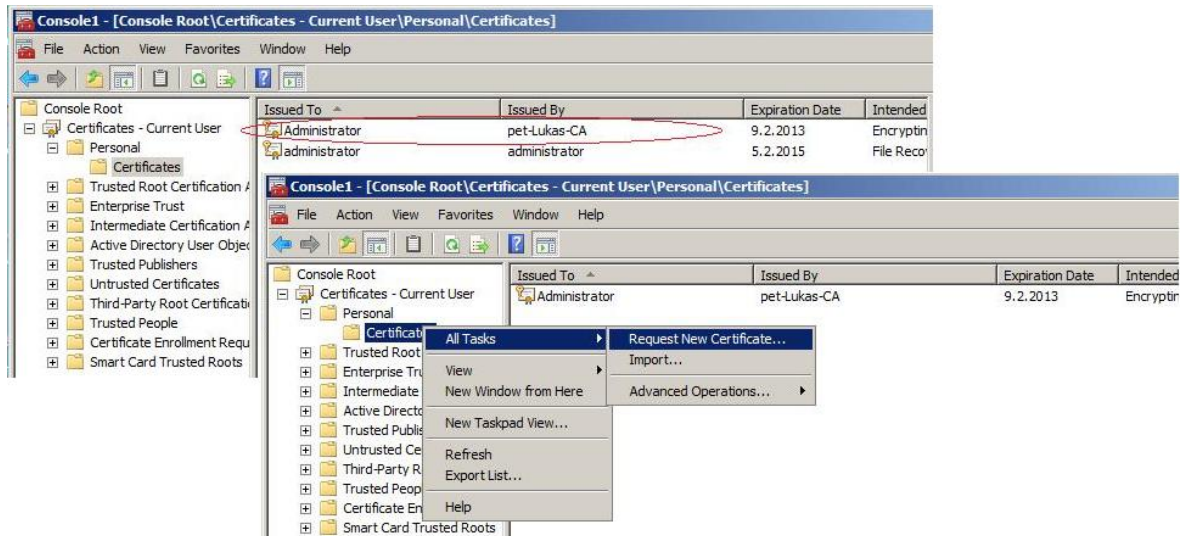 Console1 - [Console Root\Certificates - Current User\Personal\Certificates]
File Action View Favorites Window Help
Console Root
Certificates - Current User
Personal
Certificates
Trusted Root Certification A
Enterprise Trust
Intermediate Certification A
Active Directory User Objec
Trusted Publishers
Untrusted Certificates
Third-Party Root Certificati
Trusted People
Certificate Enrollment Requ
Smart Card Trusted Roots
Issued To Issued By Expiration Date Intended
Administrator pet-Lukas-CA 9.2.2013 Encryptin
administrator administrator 5.2.2015 File Reco
Console1 - [Console Root\Certificates - Current User\Personal\Certificates]
File Action View Favorites Window Help
Console Root
Certificates - Current User
Personal
Certificat
Trusted Root
Enterprise Tru
Intermediate
Active Directo
Trusted Publis
Untrusted Ce
Third-Party R
Trusted Peop
Certificate En
Smart Card Trusted Roots
Issued To Issued By Expiration Date Intended
Administrator pet-Lukas-CA 9.2.2013 Encryptin
All Tasks
View
New Window from Here
New Taskpad View...
Refresh
Export List...
Help
Request New Certificate...
Import...
Advanced Operations...